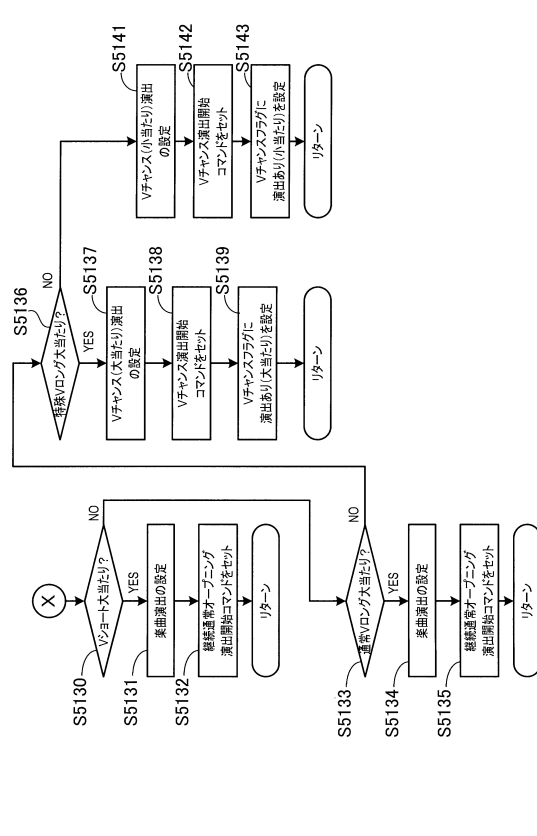 X
S5130
Vショート大当たり?
NO
YES
S5131
楽曲演出の設定
S5132
継続通常オープニング
演出開始コマンドをセット
リターン
S5133
通常Vロング大当たり?
NO
YES
S5134
楽曲演出の設定
S5135
継続通常オープニング
演出開始コマンドをセット
リターン
S5136
特殊Vロング大当たり?
NO
YES
S5137
Vチャンス(大当たり)演出
の設定
S5138
Vチャンス演出開始
コマンドをセット
S5139
Vチャンスフラグに
演出あり(大当たり)を設定
リターン
S5141
Vチャンス(小当たり)演出
の設定
S5142
Vチャンス演出開始
コマンドをセット
S5143
Vチャンスフラグに
演出あり(小当たり)を設定
リターン